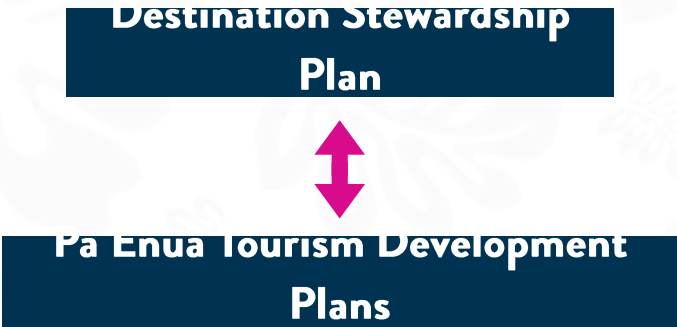 Destination Stewardship
Plan
Pa Enua Tourism Development
Plans